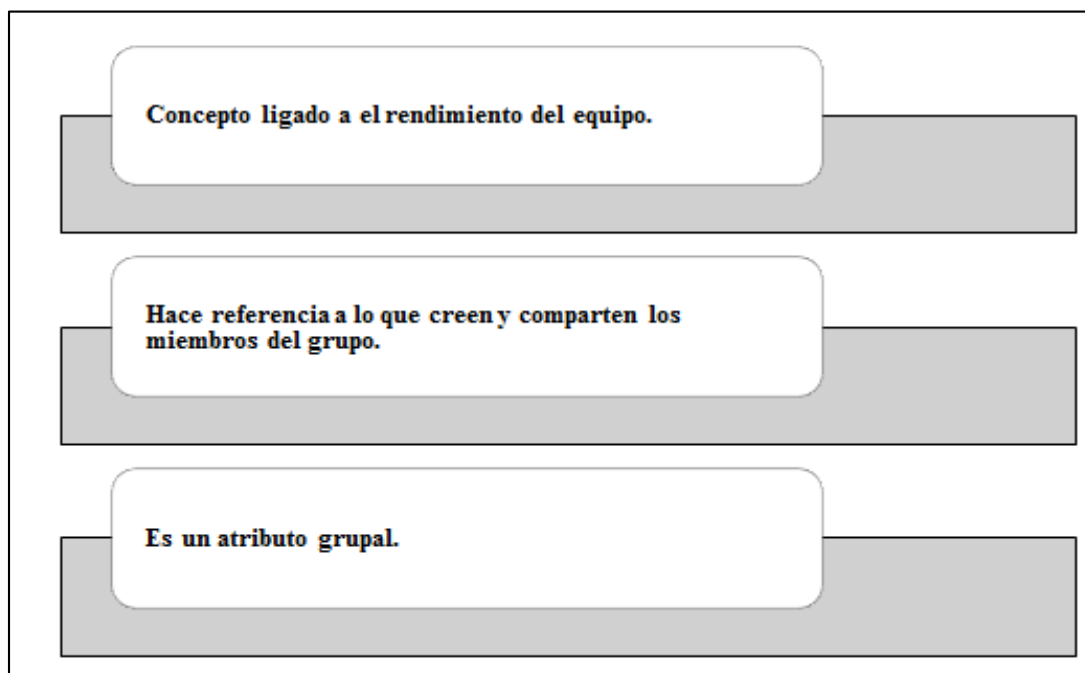 Concepto ligado a el rendimiento del equipo.
Hace referencia a lo que creen y comparten los
miembros del grupo.
Es un atributo grupal.